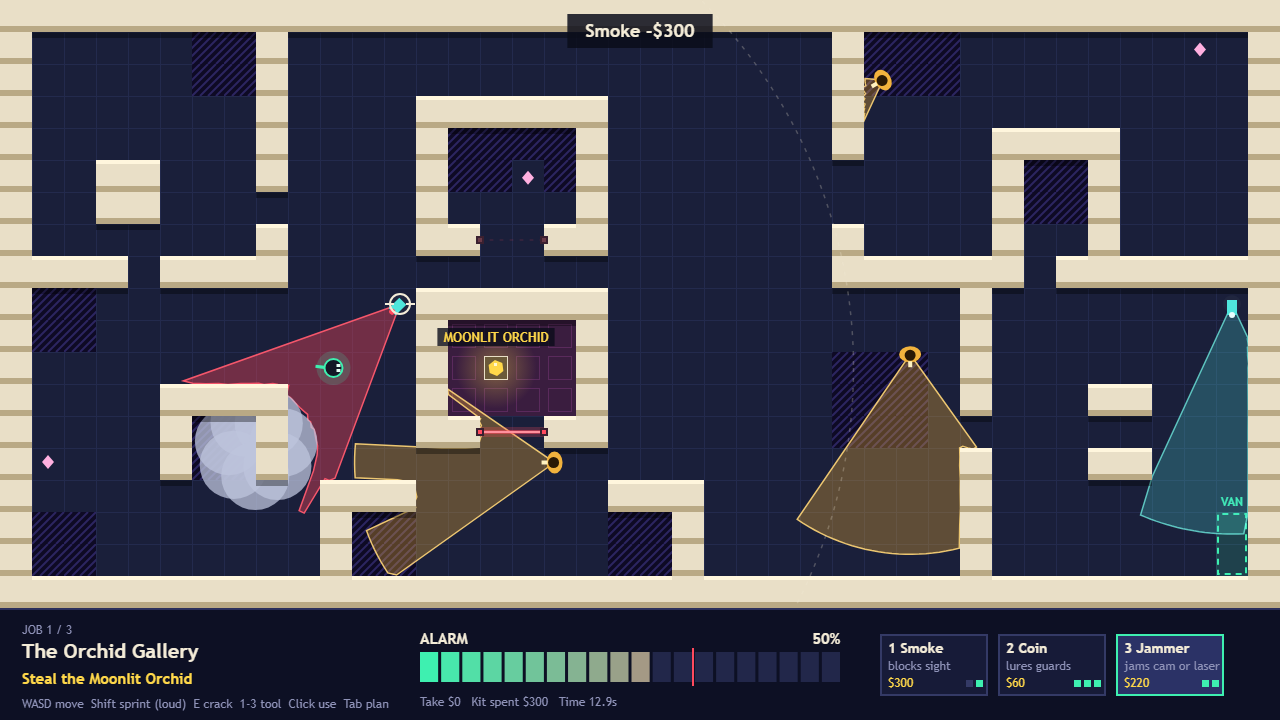 Smoke -$300
MOONLIT ORCHID
VAN
JOB 1 / 3
The Orchid Gallery
Steal the Moonlit Orchid
WASD move Shift sprint (loud) E crack 1-3 tool Click use Tab plan
ALARM 50%
Take $0 Kit spent $300 Time 12.9s
1 Smoke
blocks sight
$300
2 Coin
lures guards
$60
3 Jammer
jams cam or laser
$220